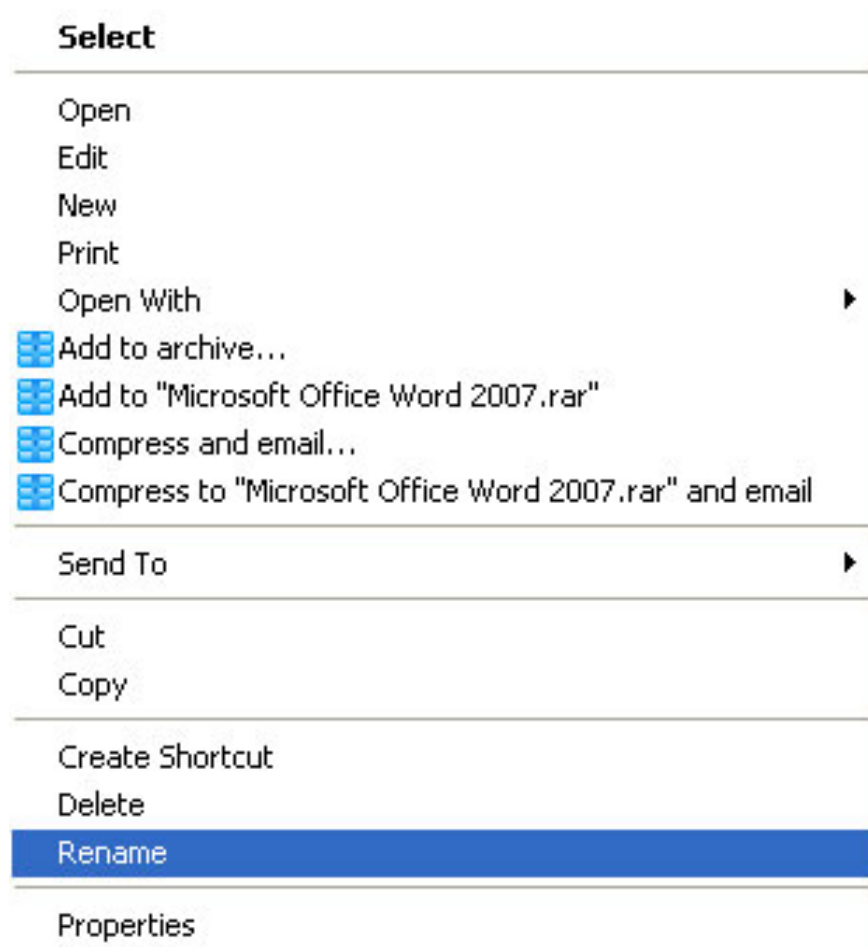 Select
Open
Edit
New
Print
Open With
Add to archive...
Add to "Microsoft Office Word 2007.rar"
Compress and email...
Compress to "Microsoft Office Word 2007.rar" and email
Send To
Cut
Copy
Create Shortcut
Delete
Rename
Properties